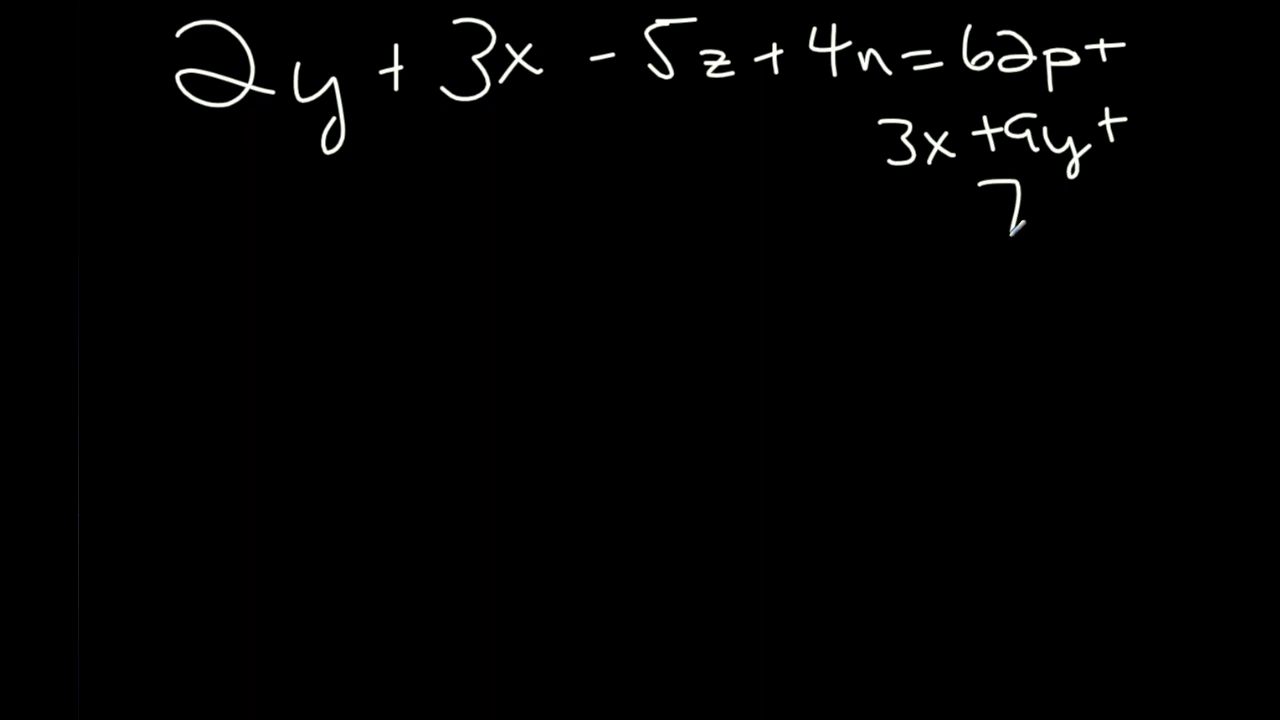 2y + 3x - 5z + 4n = 62p +
3x + 9y +
7